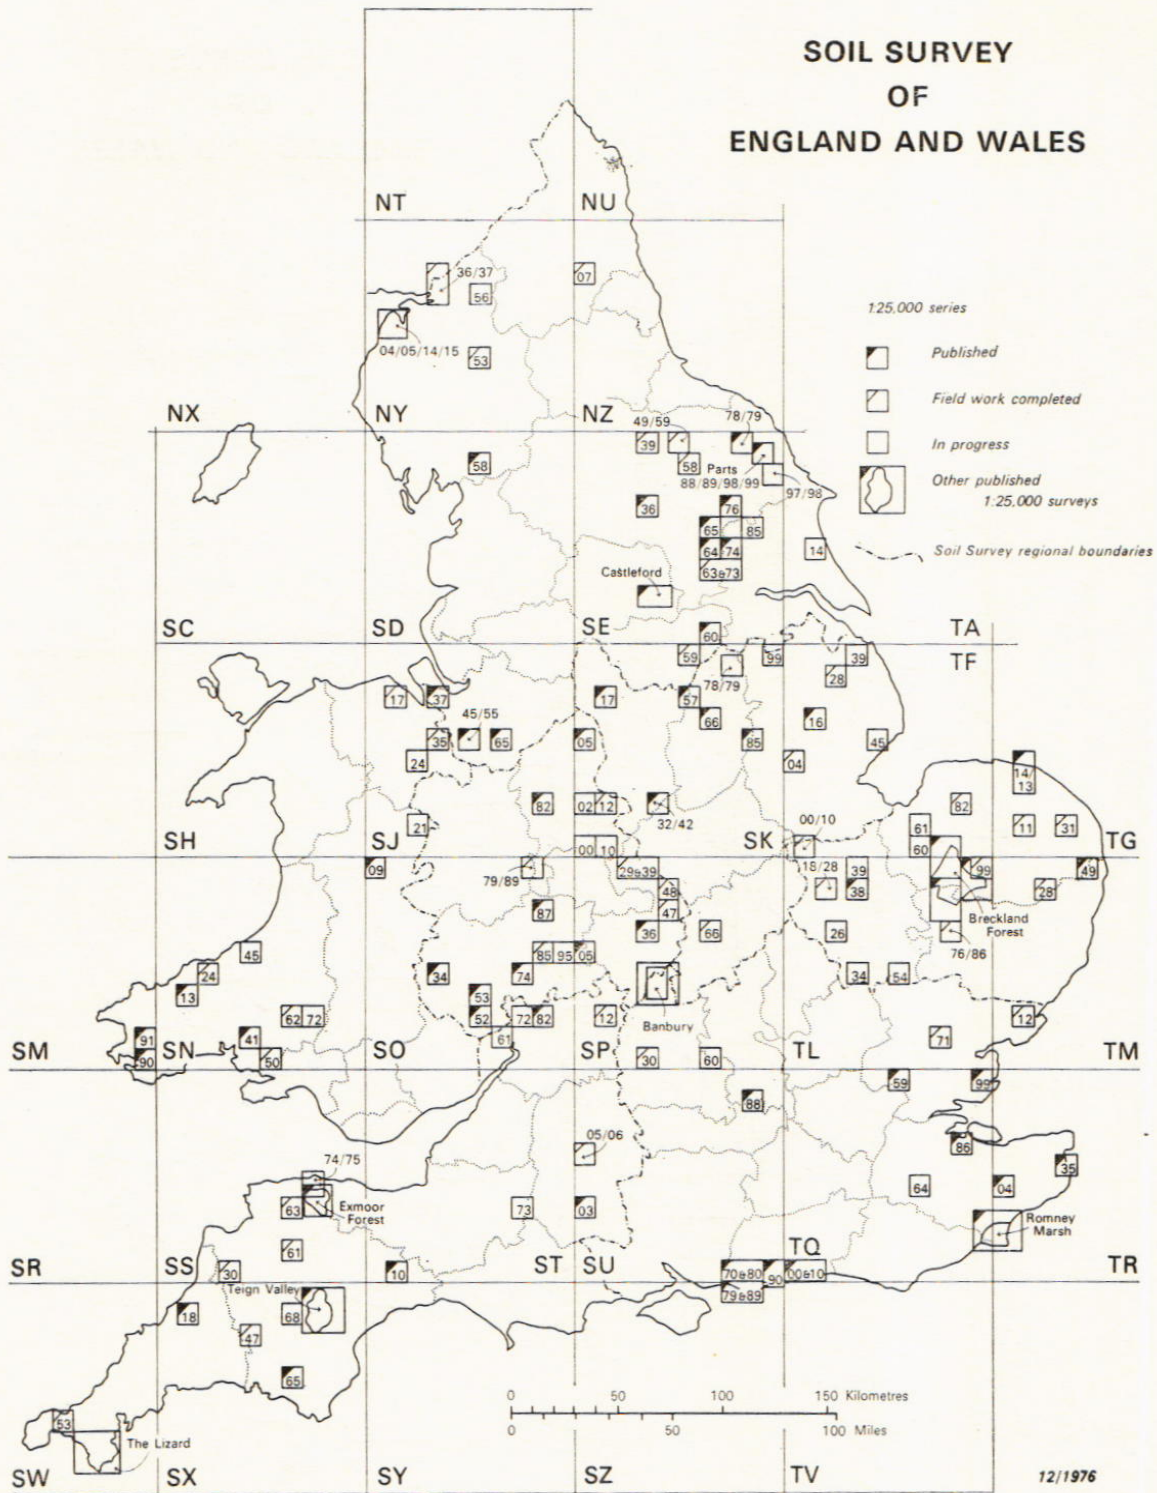 SOIL SURVEY
OF
ENGLAND AND WALES
NT
NU
36/37
07
56
1:25,000 series
04/05/14/15
53
Published
Field work completed
NX
NY
NZ
49/59
78/79
39
In progress
58
58
Parts
88/89/98/99
97/98
Other published
1:25,000 surveys
36
76
65
85
64
74
14
Soil Survey regional boundaries
63&73
Castleford
SC
SD
SE
60
TA
59
99
39
TF
78/79
28
17
37
17
57
45/55
66
16
35
65
05
85
45
24
04
14/
13
82
02
12
82
21
32/42
00/10
61
11
31
SH
SJ
00
10
SK
60
TG
09
79/89
29&39
18/28
39
99
49
48
38
28
87
47
Breckland
Forest
36
66
26
76/86
45
85
95
05
24
34
74
34
54
13
53
Banbury
62
72
52
72
82
12
12
91
41
61
71
SM
90
SN
50
SO
SP
30
60
TL
TM
59
99
88
05/06
86
74/75
35
64
04
63
Exmoor
Forest
73
03
Romney
Marsh
61
TQ
SR
SS
30
10
ST
SU
70&80
90
00&10
TR
Teign Valley
79&89
18
68
47
65
0
50
100
150 Kilometres
53
0
50
100 Miles
The Lizard
SW
SX
SY
SZ
TV
12/1976